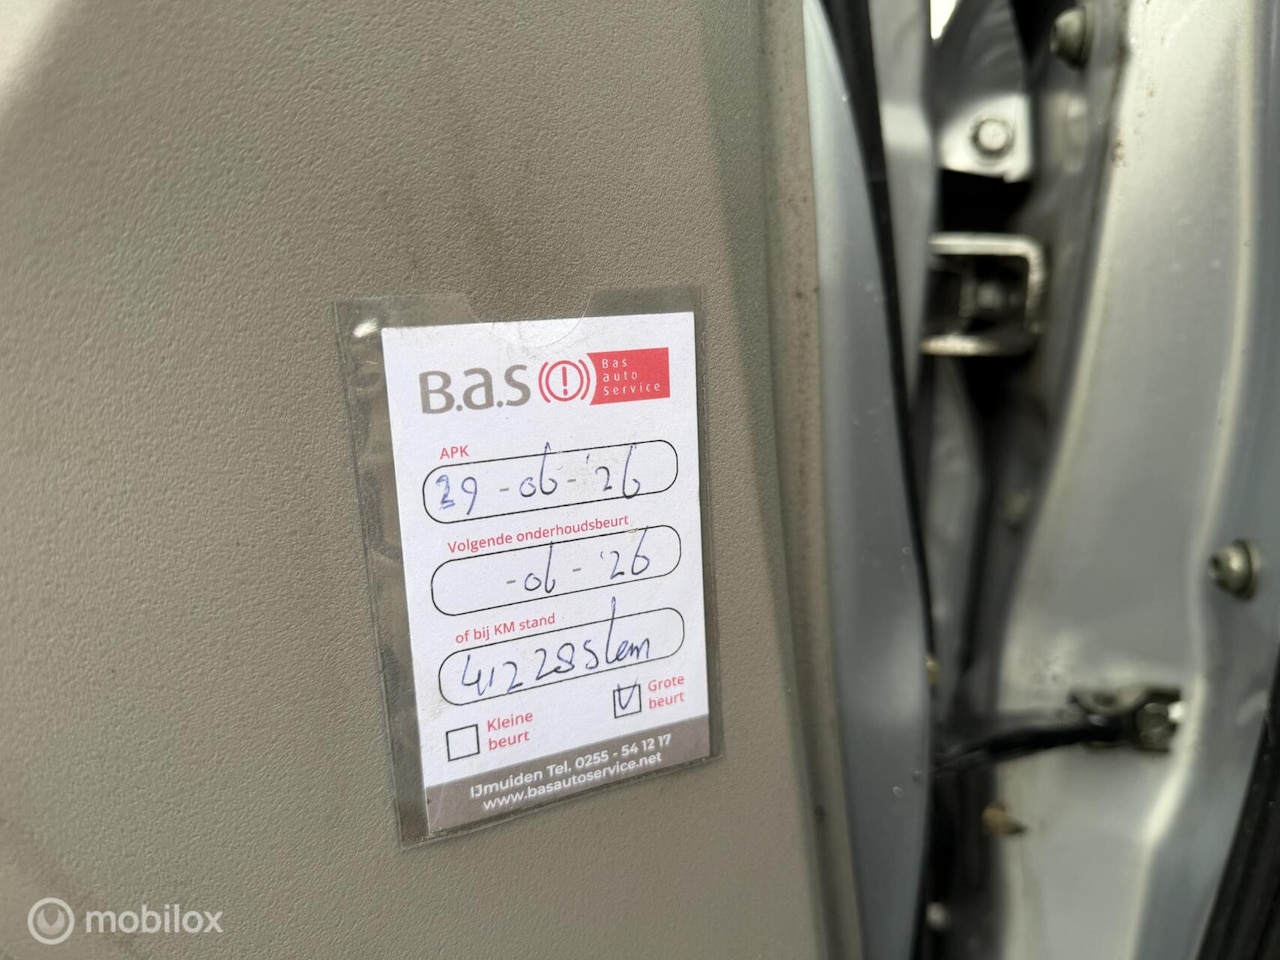 B.a.s
Bas
auto
Service
APK
29-06-'26
Volgende onderhoudsbeurt
-06-'26
of bij KM stand
Kleine
beurt
Grote
beurt
IJmuiden Tel. 0255 - 54 12 17
www.basautoservice.net
mobilox